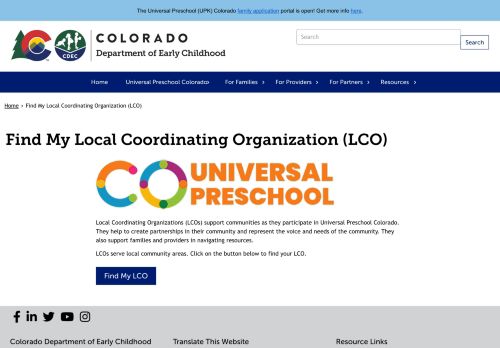 The Universal Preschool (UPK) Colorado family application portal is open! Get more info here.
COLORADO
Department of Early Childhood
CDEC
Search
Search
Home Universal Preschool Colorado For Families For Providers For Partners Resources
Home › Find My Local Coordinating Organization (LCO)
Find My Local Coordinating Organization (LCO)
CO UNIVERSAL
PRESCHOOL
Local Coordinating Organizations (LCOs) support communities as they participate in Universal Preschool Colorado.
They help to create partnerships in their community and represent the voice and needs of the community. They
also support families and providers in navigating resources.
LCOs serve local community areas. Click on the button below to find your LCO.
Find My LCO
Colorado Department of Early Childhood Translate This Website Resource Links